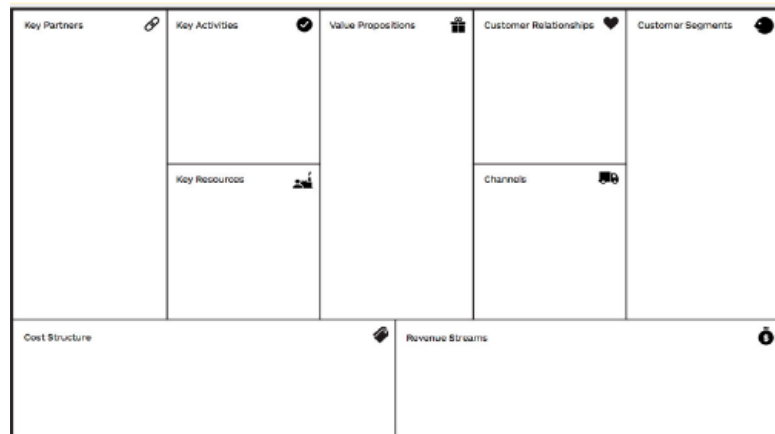 Key Partners
Key Activities
Value Propositions
Customer Relationships
Customer Segments
Key Resources
Channels
Cost Structure
Revenue Streams